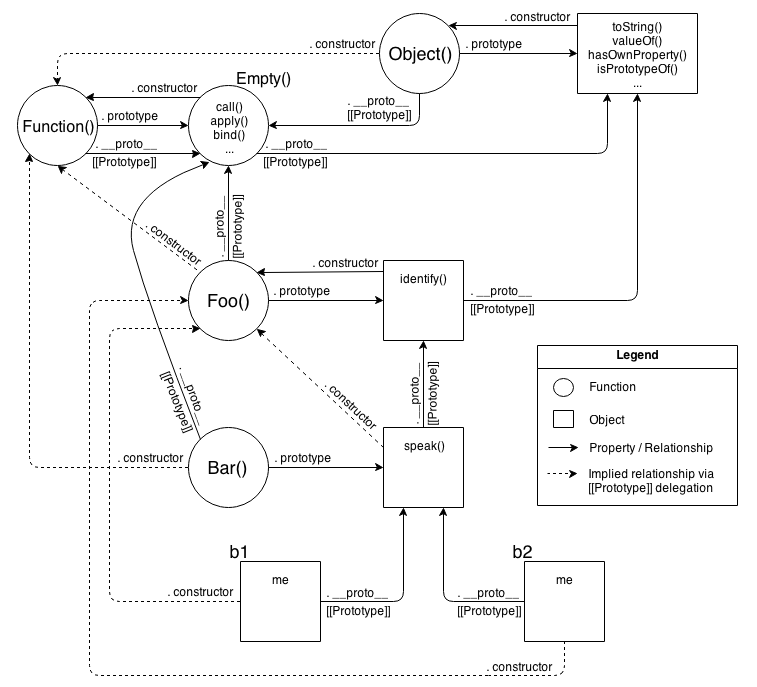 . constructor
toString()
valueOf()
hasOwnProperty()
isPrototypeOf()
...
Object()
. prototype
. constructor
Empty()
. constructor
. __proto__
[[Prototype]]
call()
apply()
bind()
...
Function()
. prototype
. __proto__
[[Prototype]]
. __proto__
[[Prototype]]
. __proto__
[[Prototype]]
. constructor
. constructor
identify()
Foo()
. prototype
. __proto__
[[Prototype]]
Legend
Function
Object
Property / Relationship
Implied relationship via
[[Prototype]] delegation
. __proto__
[[Prototype]]
. __proto__
[[Prototype]]
. constructor
speak()
. constructor
Bar()
. prototype
b1
b2
me
me
. constructor
. __proto__
[[Prototype]]
. __proto__
[[Prototype]]
. constructor